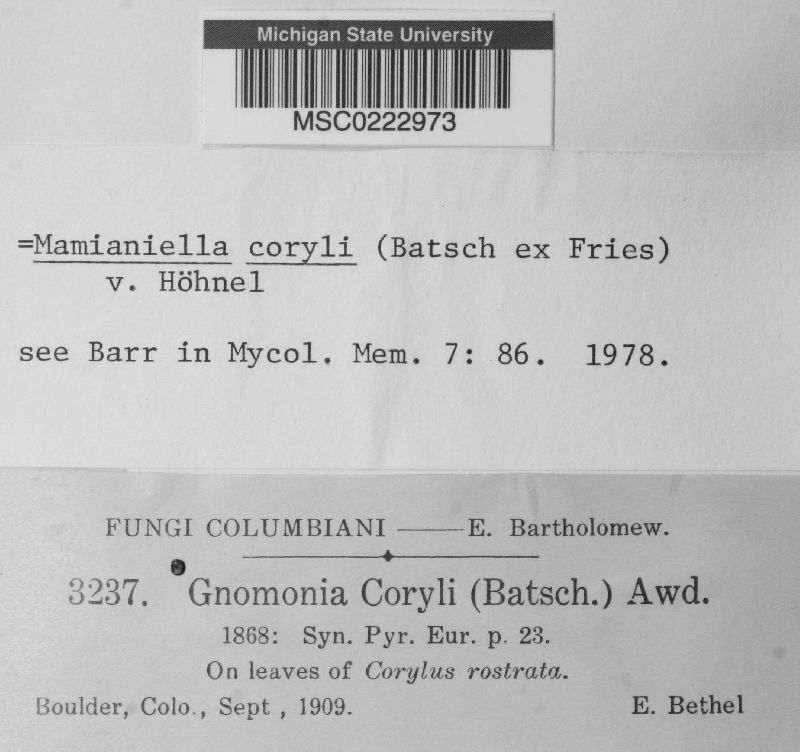 Michigan State University
MSC0222973
=Mamianiella coryli (Batsch ex Fries)
v. Höhnel
see Barr in Mycol. Mem. 7: 86. 1978.
FUNGI COLUMBIANI —— E. Bartholomew.
3237. Gnomonia Coryli (Batsch.) Awd.
1868: Syn. Pyr. Eur. p. 23.
On leaves of Corylus rostrata.
Boulder, Colo., Sept , 1909. E. Bethel